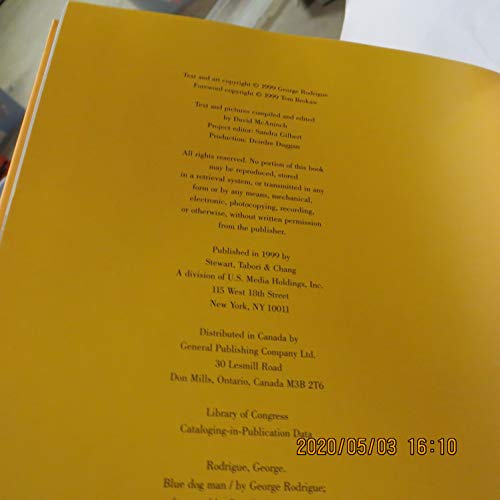 Text and art copyright © 1999 George Rodrigue
Foreword copyright © 1999 Tom Brokaw
Text and pictures compiled and edited
by David McAninch
Project editor: Sandra Gilbert
Production: Deirdre Duggan
All rights reserved. No portion of this book
may be reproduced, stored
in a retrieval system, or transmitted in any
form or by any means, mechanical,
electronic, photocopying, recording,
or otherwise, without written permission
from the publisher.
Published in 1999 by
Stewart, Tabori & Chang
A division of U.S. Media Holdings, Inc.
115 West 18th Street
New York, NY 10011
Distributed in Canada by
General Publishing Company Ltd.
30 Lesmill Road
Don Mills, Ontario, Canada M3B 2T6
Library of Congress
Cataloging-in-Publication Data
Rodrigue, George.
Blue dog man / by George Rodrigue;
2020/05/03 16:10